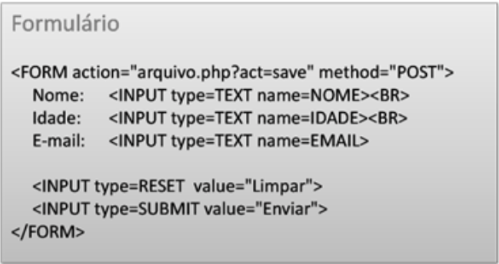 Formulário
<FORM action="arquivo.php?act=save" method="POST">
Nome: <INPUT type=TEXT name=NOME><BR>
Idade: <INPUT type=TEXT name=IDADE><BR>
E-mail: <INPUT type=TEXT name=EMAIL>
<INPUT type=RESET value="Limpar">
<INPUT type=SUBMIT value="Enviar">
</FORM>